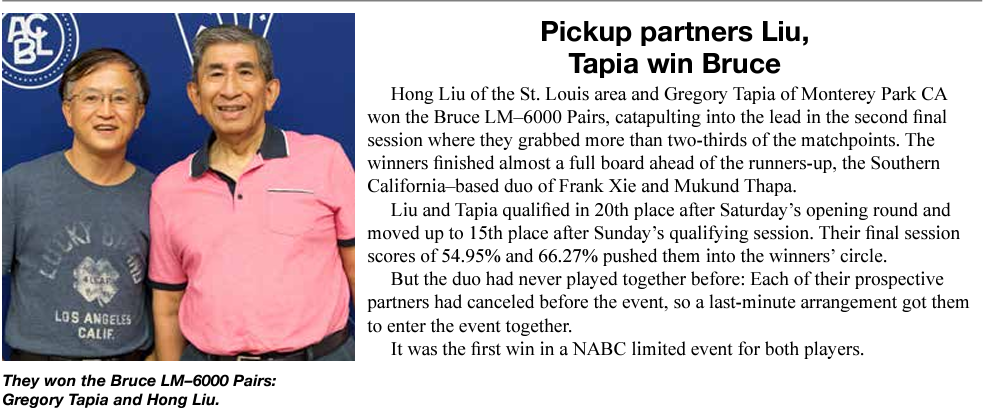 ACBL
LUCKY BRAND
LOS ANGELES
CALIF.
They won the Bruce LM–6000 Pairs:
Gregory Tapia and Hong Liu.
Pickup partners Liu,
Tapia win Bruce
Hong Liu of the St. Louis area and Gregory Tapia of Monterey Park CA
won the Bruce LM–6000 Pairs, catapulting into the lead in the second final
session where they grabbed more than two-thirds of the matchpoints. The
winners finished almost a full board ahead of the runners-up, the Southern
California–based duo of Frank Xie and Mukund Thapa.
Liu and Tapia qualified in 20th place after Saturday’s opening round and
moved up to 15th place after Sunday’s qualifying session. Their final session
scores of 54.95% and 66.27% pushed them into the winners’ circle.
But the duo had never played together before: Each of their prospective
partners had canceled before the event, so a last-minute arrangement got them
to enter the event together.
It was the first win in a NABC limited event for both players.